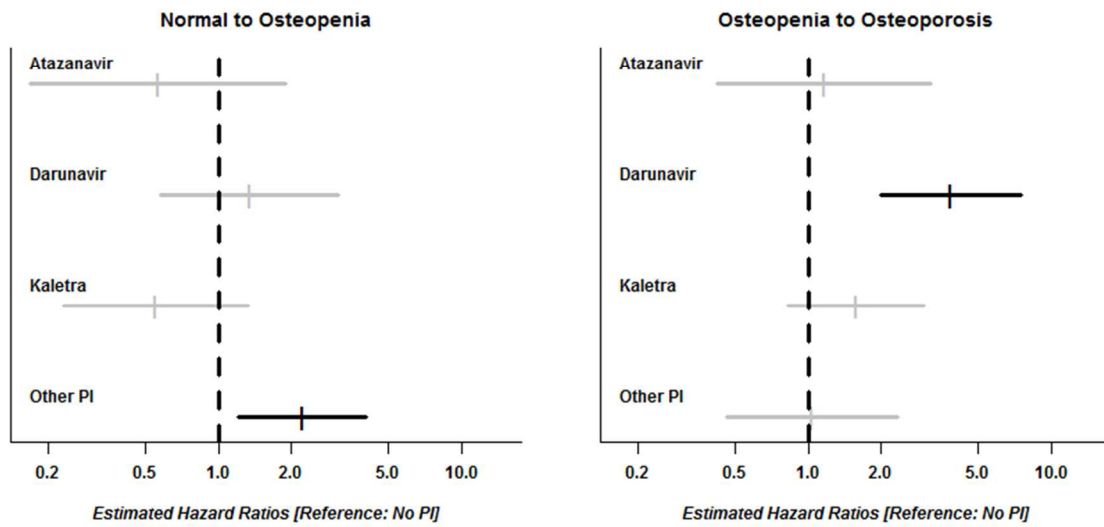 Normal to Osteopenia
Atazanavir
Darunavir
Kaletra
Other PI
0.2 0.5 1.0 2.0 5.0 10.0
Estimated Hazard Ratios [Reference: No PI]
Osteopenia to Osteoporosis
Atazanavir
Darunavir
Kaletra
Other PI
0.2 0.5 1.0 2.0 5.0 10.0
Estimated Hazard Ratios [Reference: No PI]